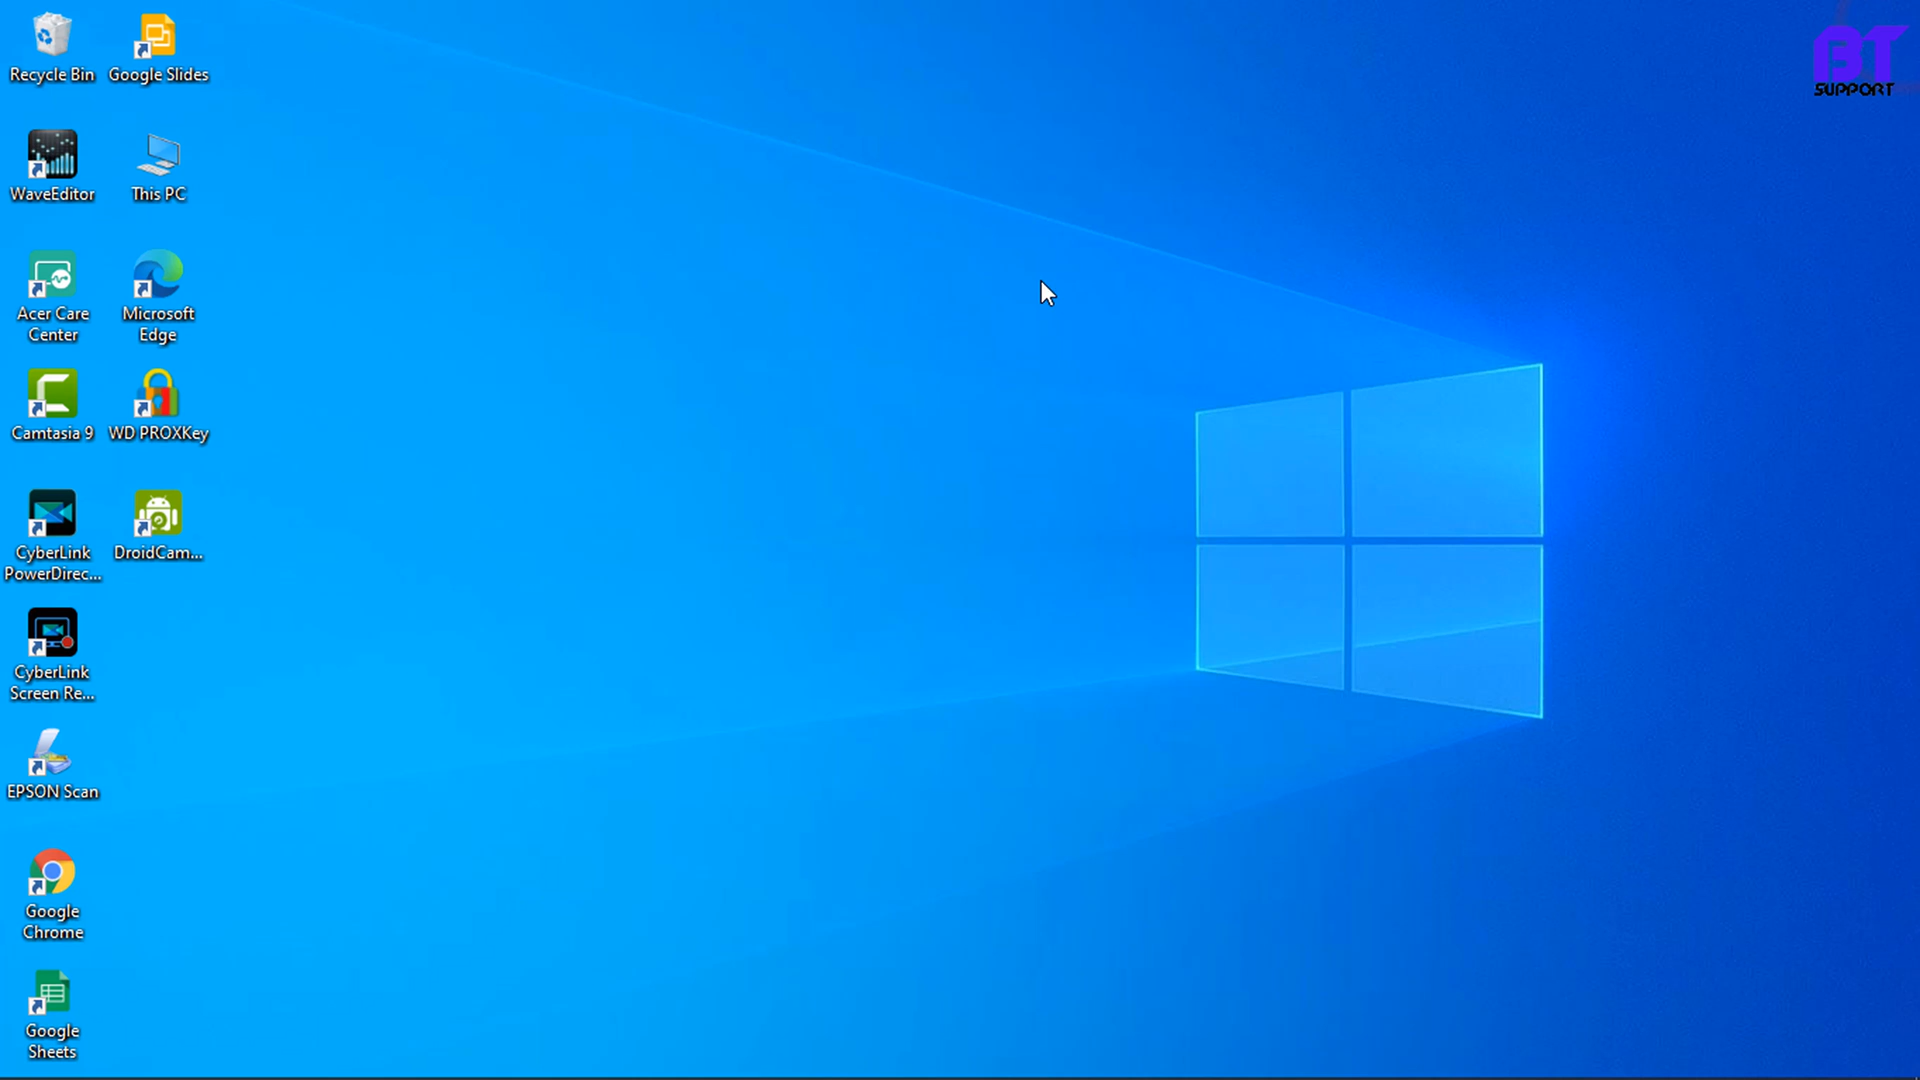 Recycle Bin
Google Slides
WaveEditor
This PC
Acer Care
Center
Microsoft
Edge
Camtasia 9
WD PROXKey
CyberLink
PowerDirec...
DroidCam...
CyberLink
Screen Re...
EPSON Scan
Google
Chrome
Google
Sheets
BT
SUPPORT